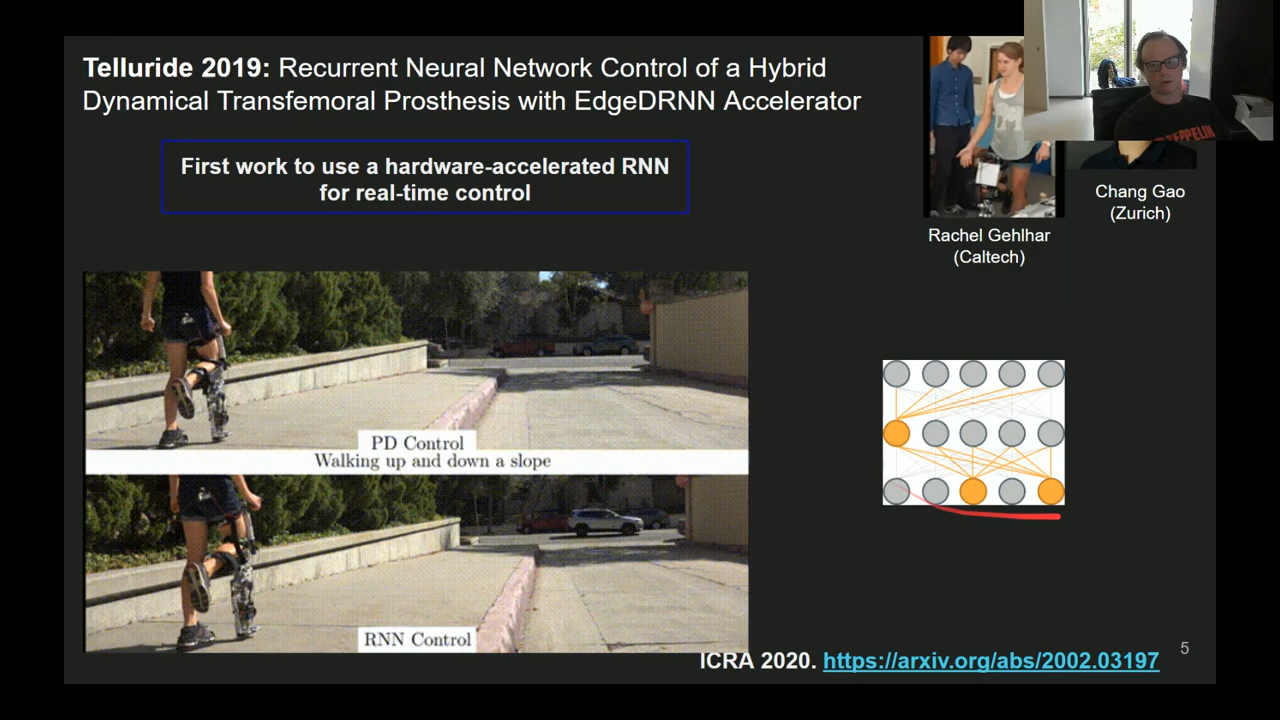 Telluride 2019: Recurrent Neural Network Control of a Hybrid
Dynamical Transfemoral Prosthesis with EdgeDRNN Accelerator
First work to use a hardware-accelerated RNN
for real-time control
Rachel Gehlhar
(Caltech)
Chang Gao
(Zurich)
PD Control
Walking up and down a slope
RNN Control
ICRA 2020. https://arxiv.org/abs/2002.03197
5
ZEPPELIN